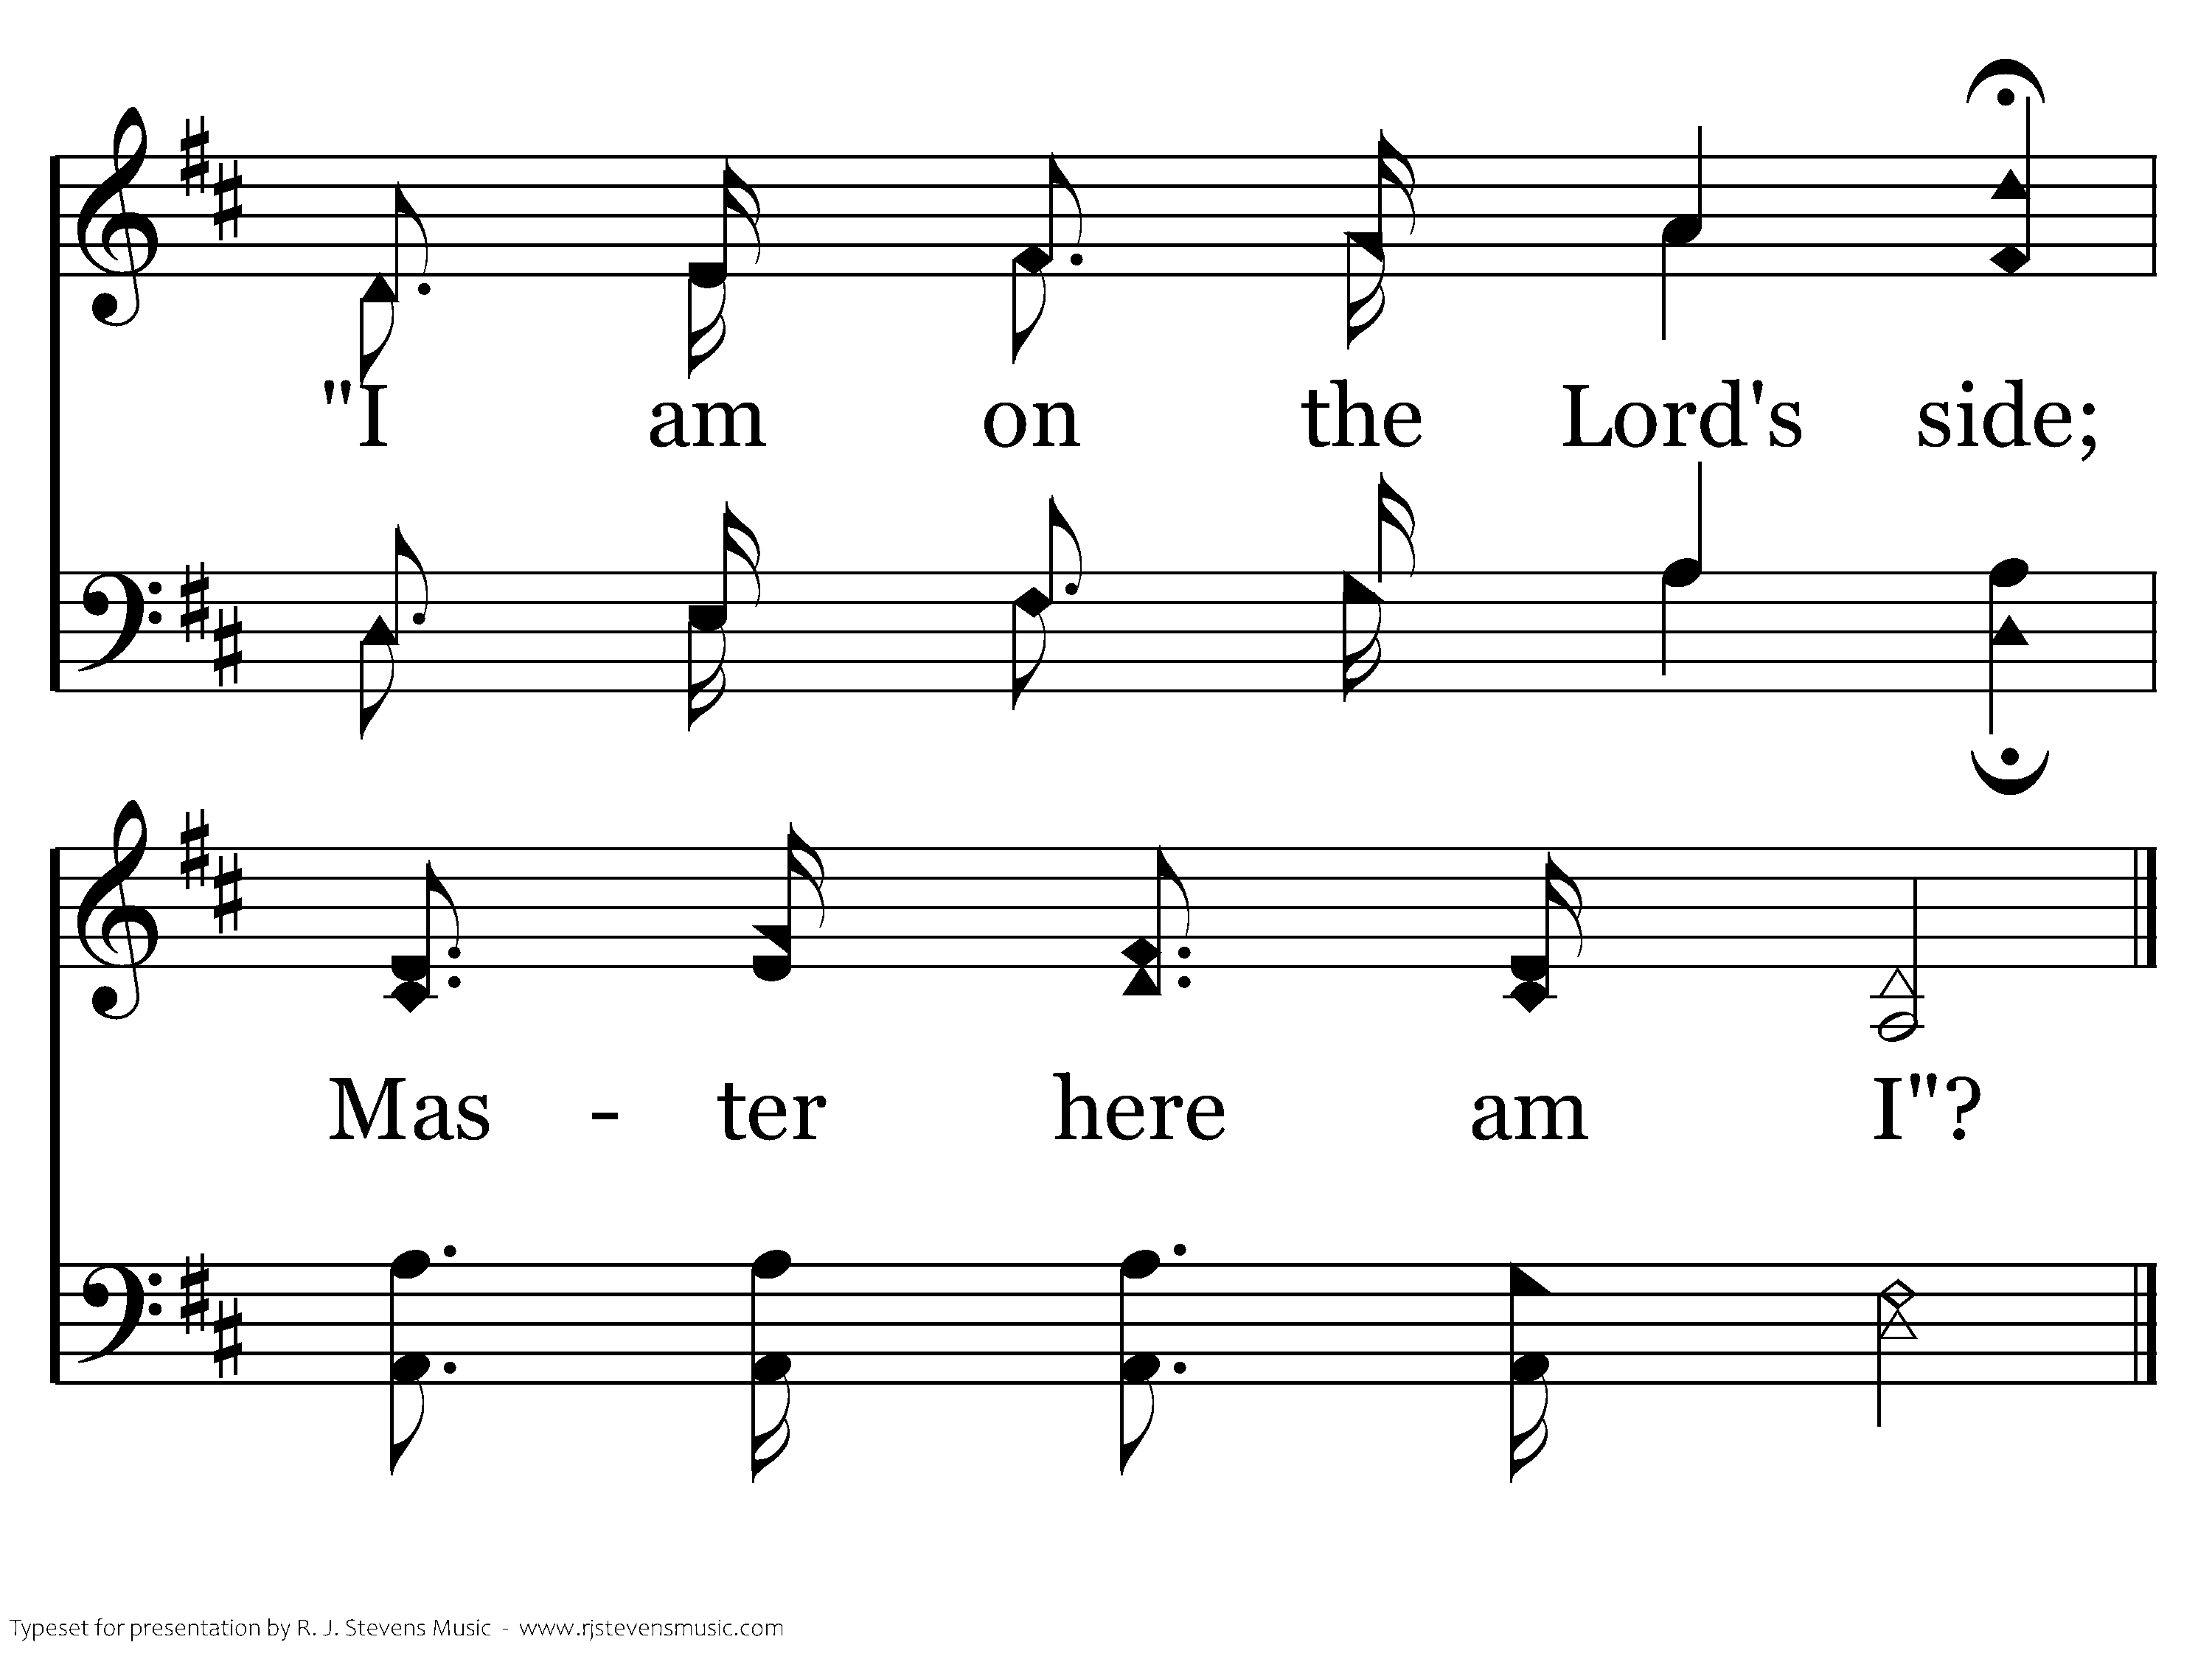 "I am on the Lord's side;
Mas - ter here am I"?
Typeset for presentation by R. J. Stevens Music - www.rjstevensmusic.com